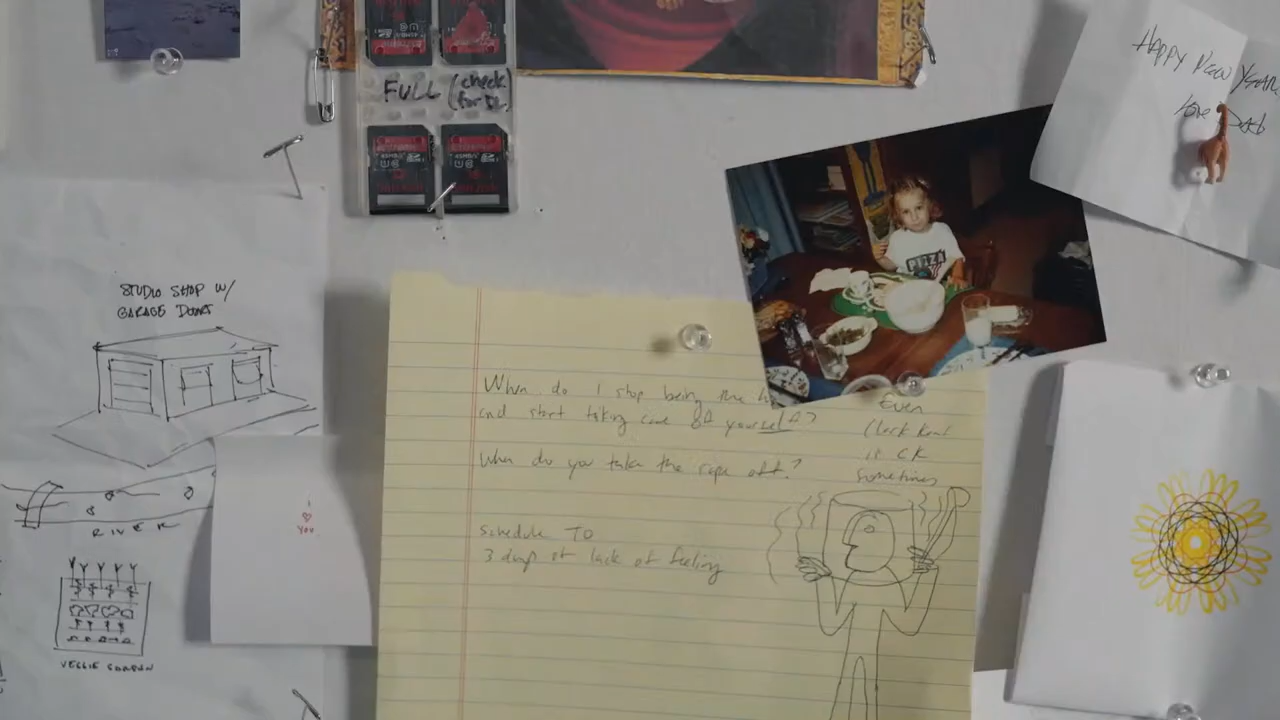 FULL (check
for DL)
HAPPY NEW YEAR
love Dad
PIZZA
STUDIO SHOP W/
GARAGE DOORS
When do I stop being the
and start taking care of yourself?
When do you take the cape off?
Even
Clark Kent
is CK
sometimes
schedule TO
3 days of lack of feeling
I
YOU
RIVER
VEGGIE GARDEN